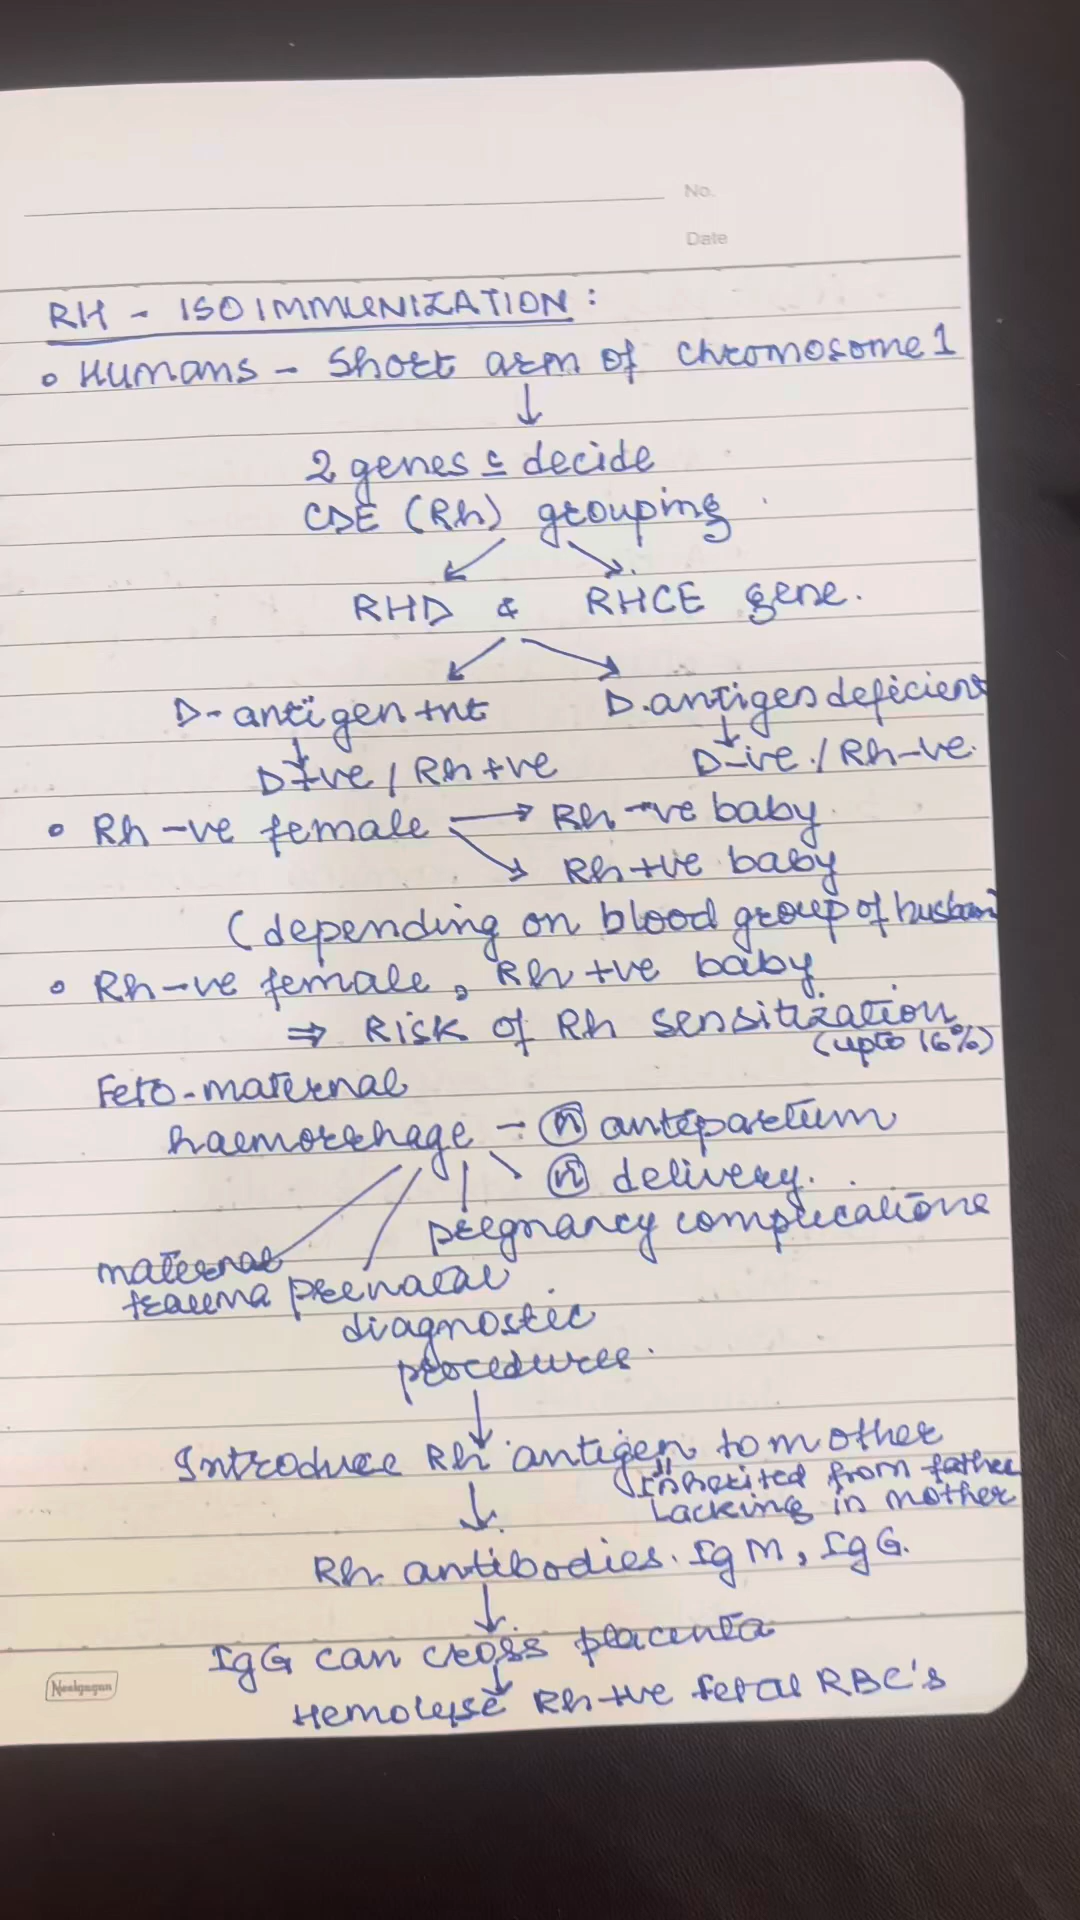 No.
Date
RH - ISOIMMUNIZATION :
• Humans - Short arm of chromosome 1
↓
2 genes c̄ decide
CDE (Rh) grouping
RHD & RHCE gene.
D-antigen +nt D.antigen deficient
D+ve / Rh +ve D-ive / Rh-ve.
• Rh -ve female → Rh -ve baby
→ Rh +ve baby
(depending on blood group of husband
• Rh-ve female, Rh +ve baby
⇒ Risk of Rh sensitization
(upto 16%)
Feto-maternal
haemorrhage - (n) antepartum
(n) delivery.
pregnancy complications
maternal
trauma prenatal
diagnostic
procedures.
↓
Introduce Rh antigen to mother
Inherited from father
Lacking in mother
↓
Rh antibodies. IgM, IgG.
↓
IgG can cross placenta
↓
Hemolyse Rh +ve fetal RBC's
Neelgagan